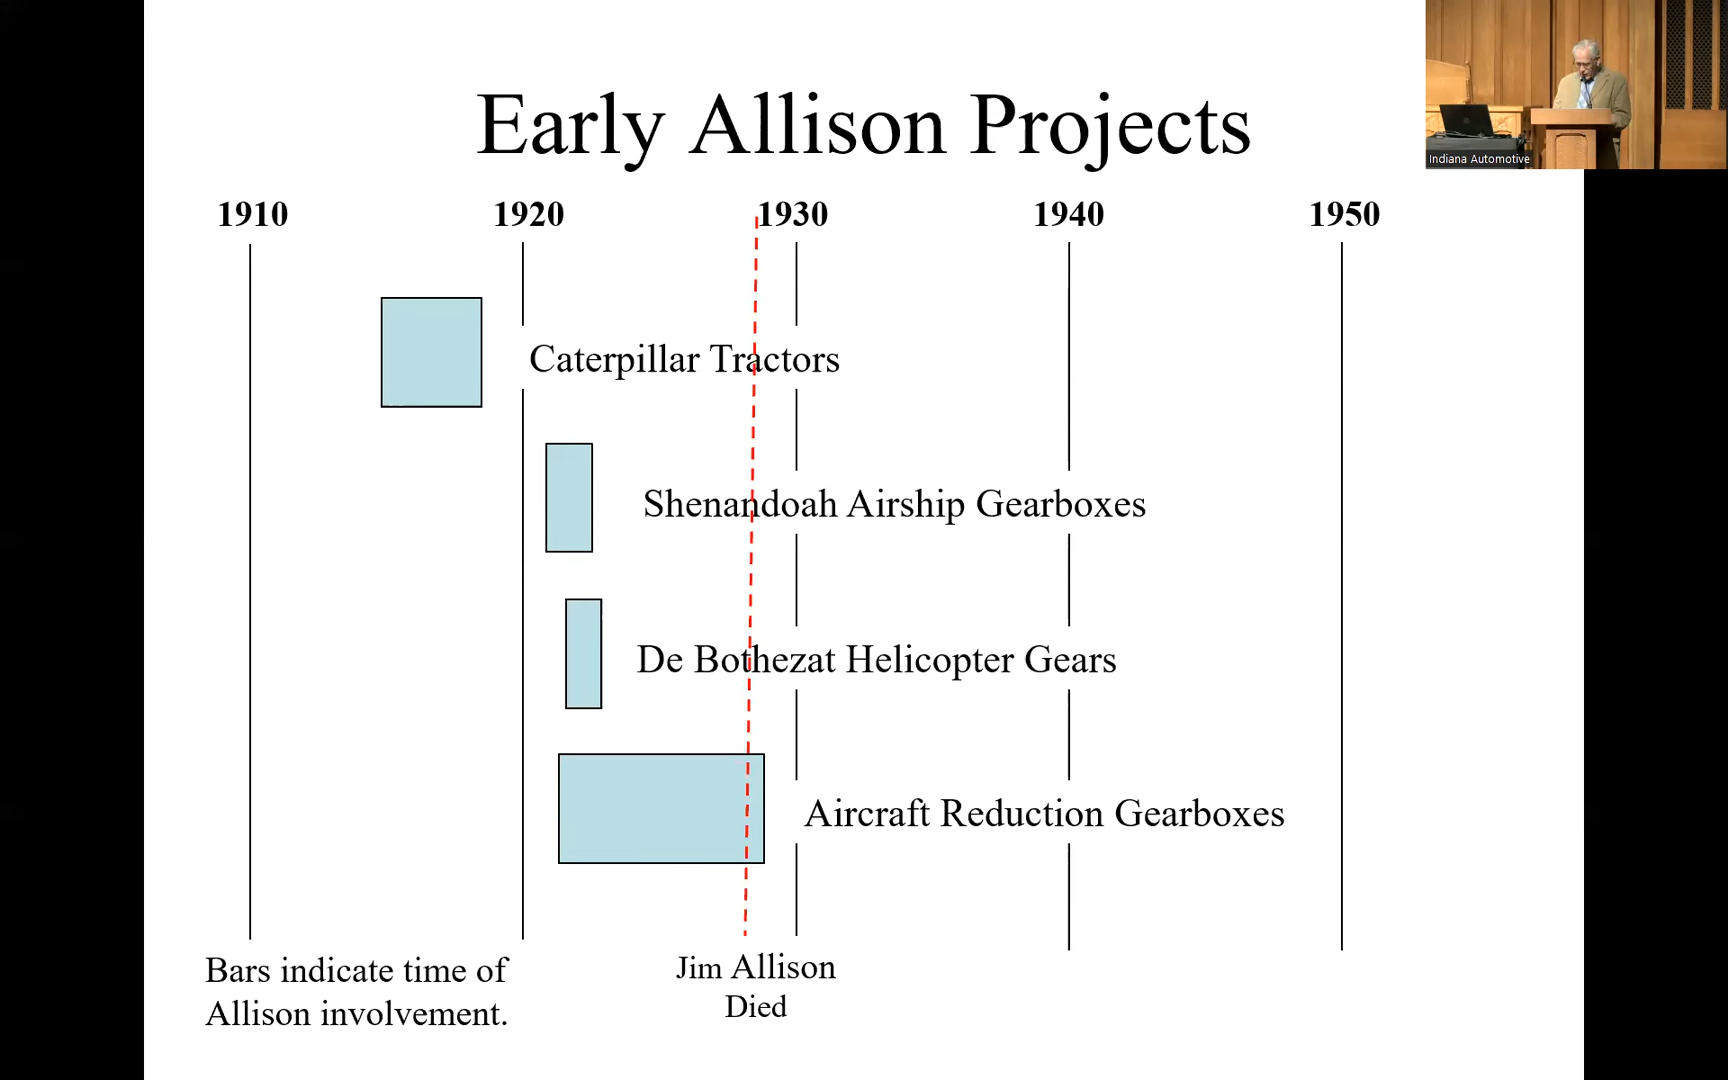 Early Allison Projects
Indiana Automotive
1910 1920 1930 1940 1950
Caterpillar Tractors
Shenandoah Airship Gearboxes
De Bothezat Helicopter Gears
Aircraft Reduction Gearboxes
Bars indicate time of
Allison involvement.
Jim Allison
Died